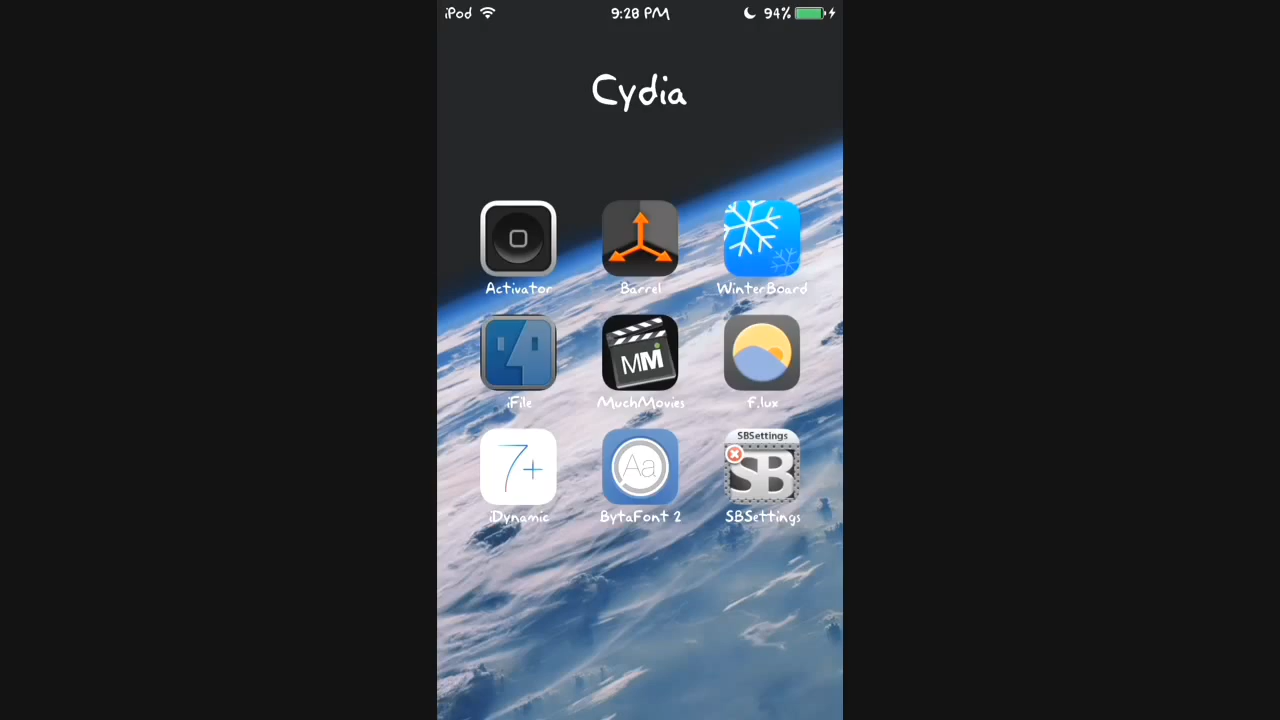 iPod 9:28 PM 94%
Cydia
Activator Barrel WinterBoard
MM
iFile MuchMovies F.lux
7+ Aa SBSettings
SB
iDynamic BytaFont 2 SBSettings